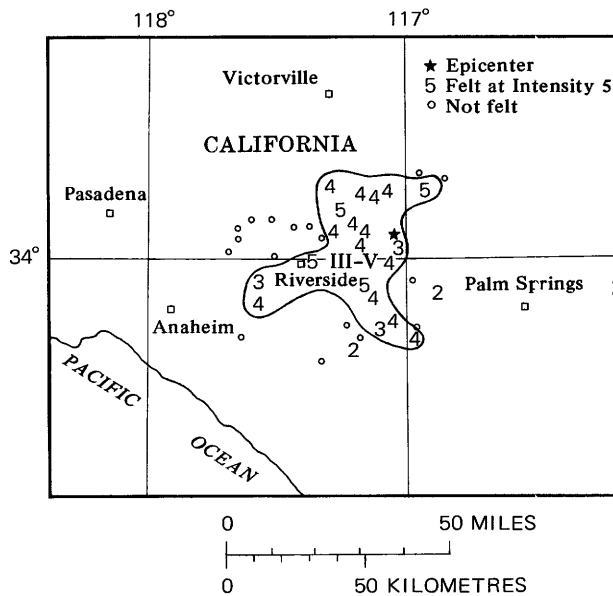 118° 117°
Victorville
★ Epicenter
5 Felt at Intensity 5
○ Not felt
CALIFORNIA
4 4 4 4 4 5
Pasadena
5
4 4 4
4 3
34°
5 III–V 4
Riverside
3 5 2 Palm Springs
4 4
Anaheim
3 4 4
2
PACIFIC
OCEAN
0 50 MILES
0 50 KILOMETRES